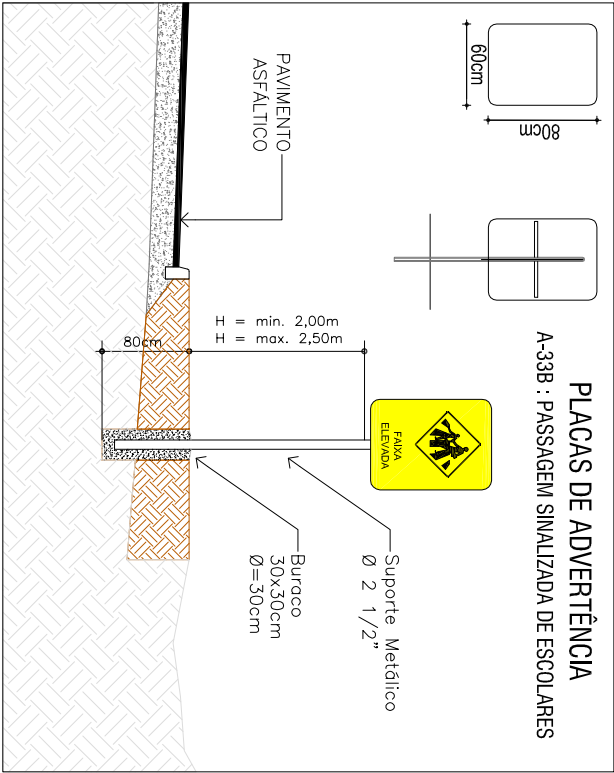 PLACAS DE ADVERTÊNCIA
A-33B : PASSAGEM SINALIZADA DE ESCOLARES
60cm
80cm
PAVIMENTO
ASFÁLTICO
H = min. 2,00m
H = max. 2,50m
80cm
FAIXA
ELEVADA
Suporte Metálico
Ø 2 1/2"
Buraco
30x30cm
Ø=30cm